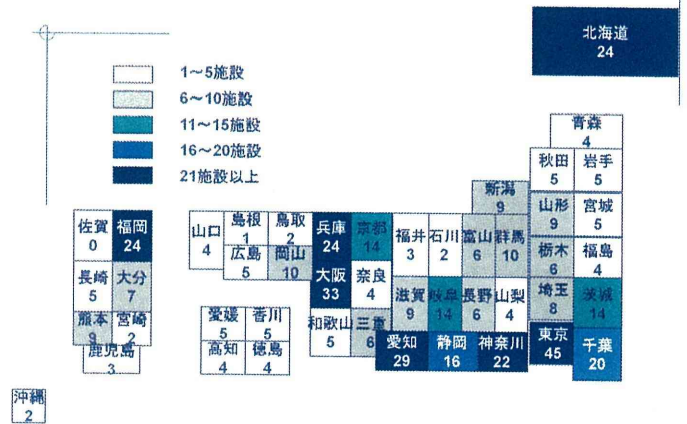 北海道
24
1～5施設
6～10施設
11～15施設
16～20施設
21施設以上
青森
4
秋田
5
岩手
5
新潟
9
山形
9
宮城
5
佐賀
0
福岡
24
山口
4
島根
1
鳥取
2
兵庫
24
京都
14
福井
3
石川
2
富山
6
群馬
10
栃木
6
福島
4
広島
5
岡山
10
長崎
5
大分
7
大阪
33
奈良
4
滋賀
9
岐阜
14
長野
6
山梨
4
埼玉
8
茨城
14
熊本
9
宮崎
2
愛媛
5
香川
5
和歌山
5
三重
6
愛知
29
静岡
16
神奈川
22
東京
45
千葉
20
鹿児島
3
高知
4
徳島
4
沖縄
2